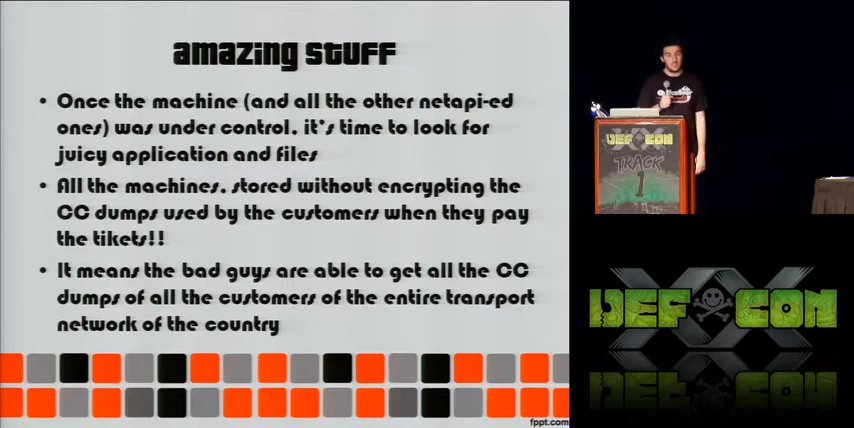 amazing stuff
• Once the machine (and all the other netapi-ed
ones) was under control, it's time to look for
juicy application and files
• All the machines, stored without encrypting the
CC dumps used by the customers when they pay
the tikets!!
• It means the bad guys are able to get all the CC
dumps of all the customers of the entire transport
network of the country
fppt.com
DEF CON
TRACK
1
XX
DEF CON